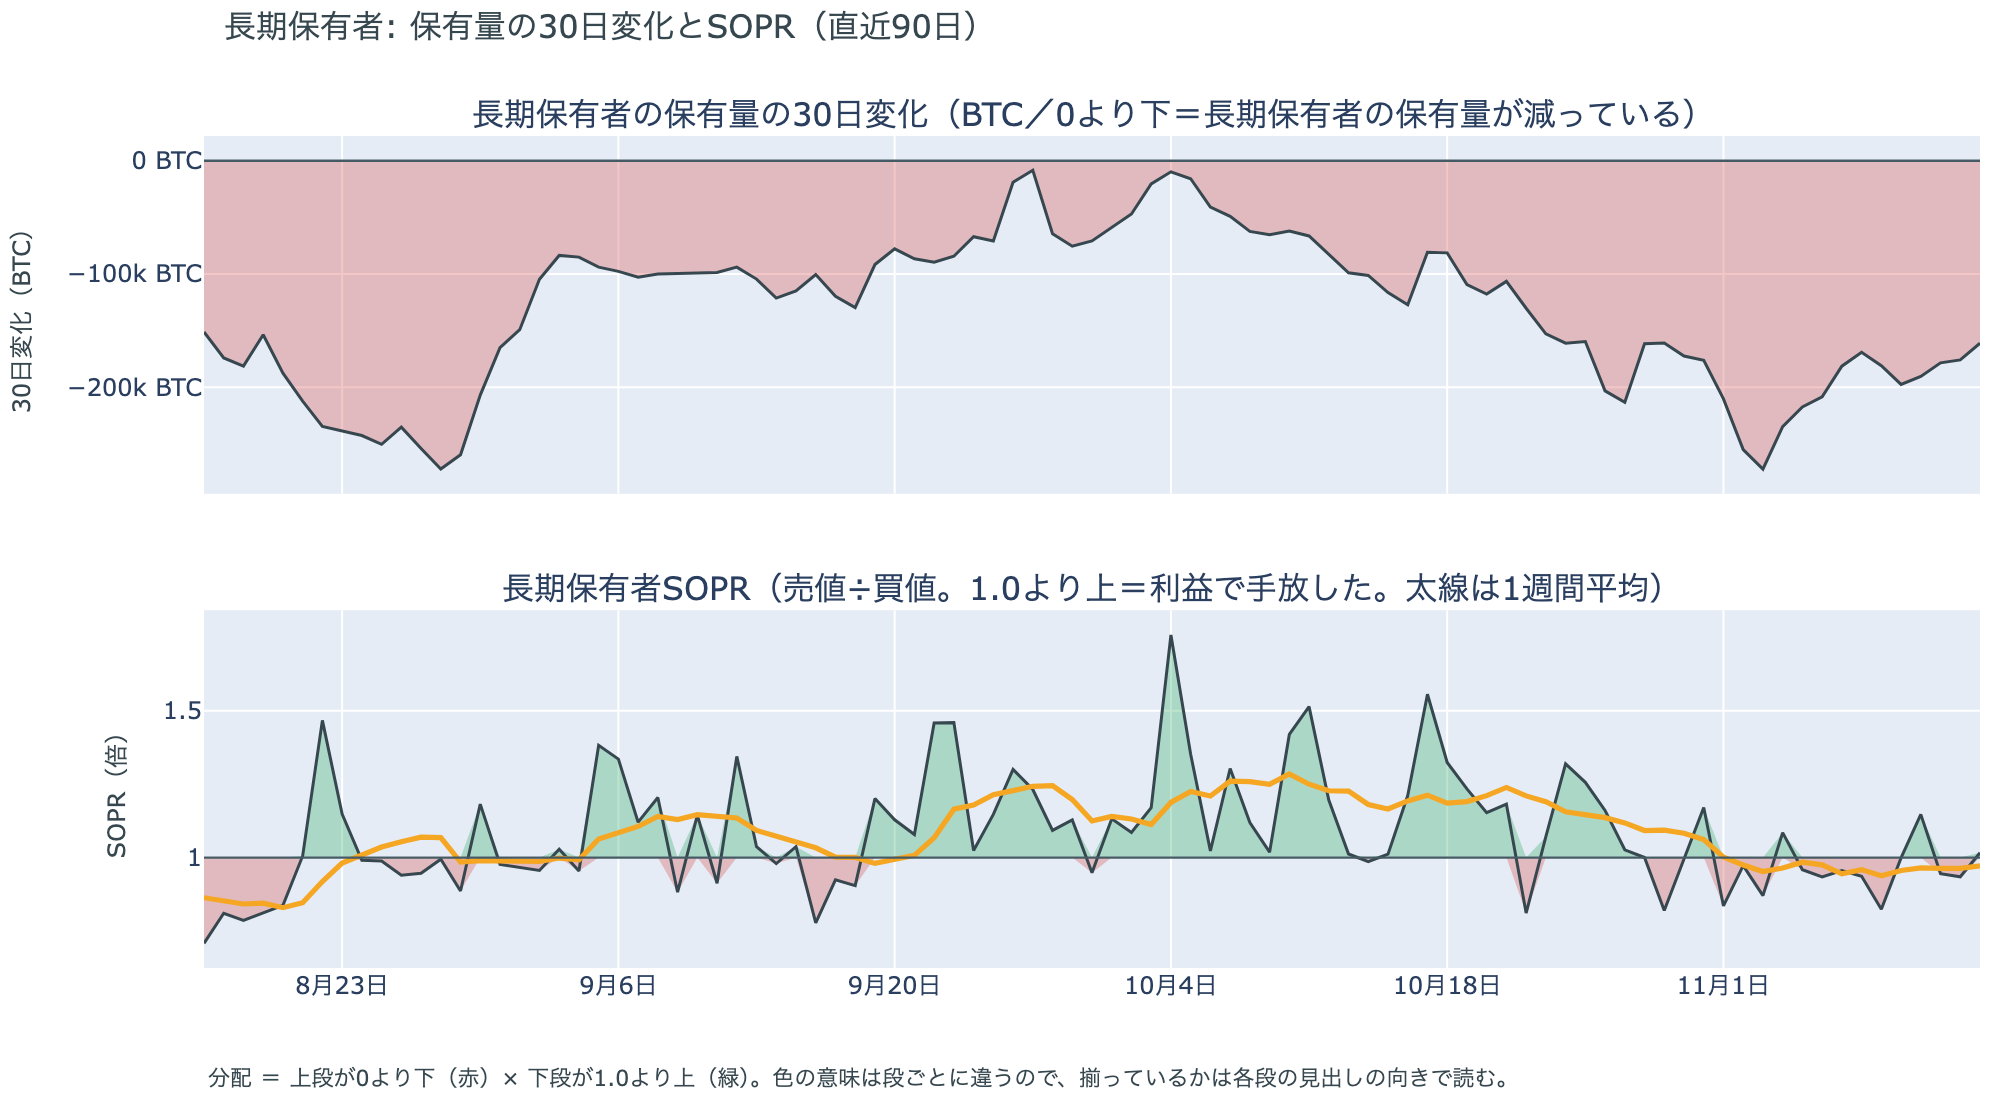 長期保有者: 保有量の30日変化とSOPR（直近90日）
長期保有者の保有量の30日変化（BTC／0より下＝長期保有者の保有量が減っている）
0 BTC
−100k BTC
−200k BTC
30日変化（BTC）
長期保有者SOPR（売値÷買値。1.0より上＝利益で手放した。太線は1週間平均）
1.5
1
SOPR（倍）
8月23日
9月6日
9月20日
10月4日
10月18日
11月1日
分配 ＝ 上段が0より下（赤）× 下段が1.0より上（緑）。色の意味は段ごとに違うので、揃っているかは各段の見出しの向きで読む。